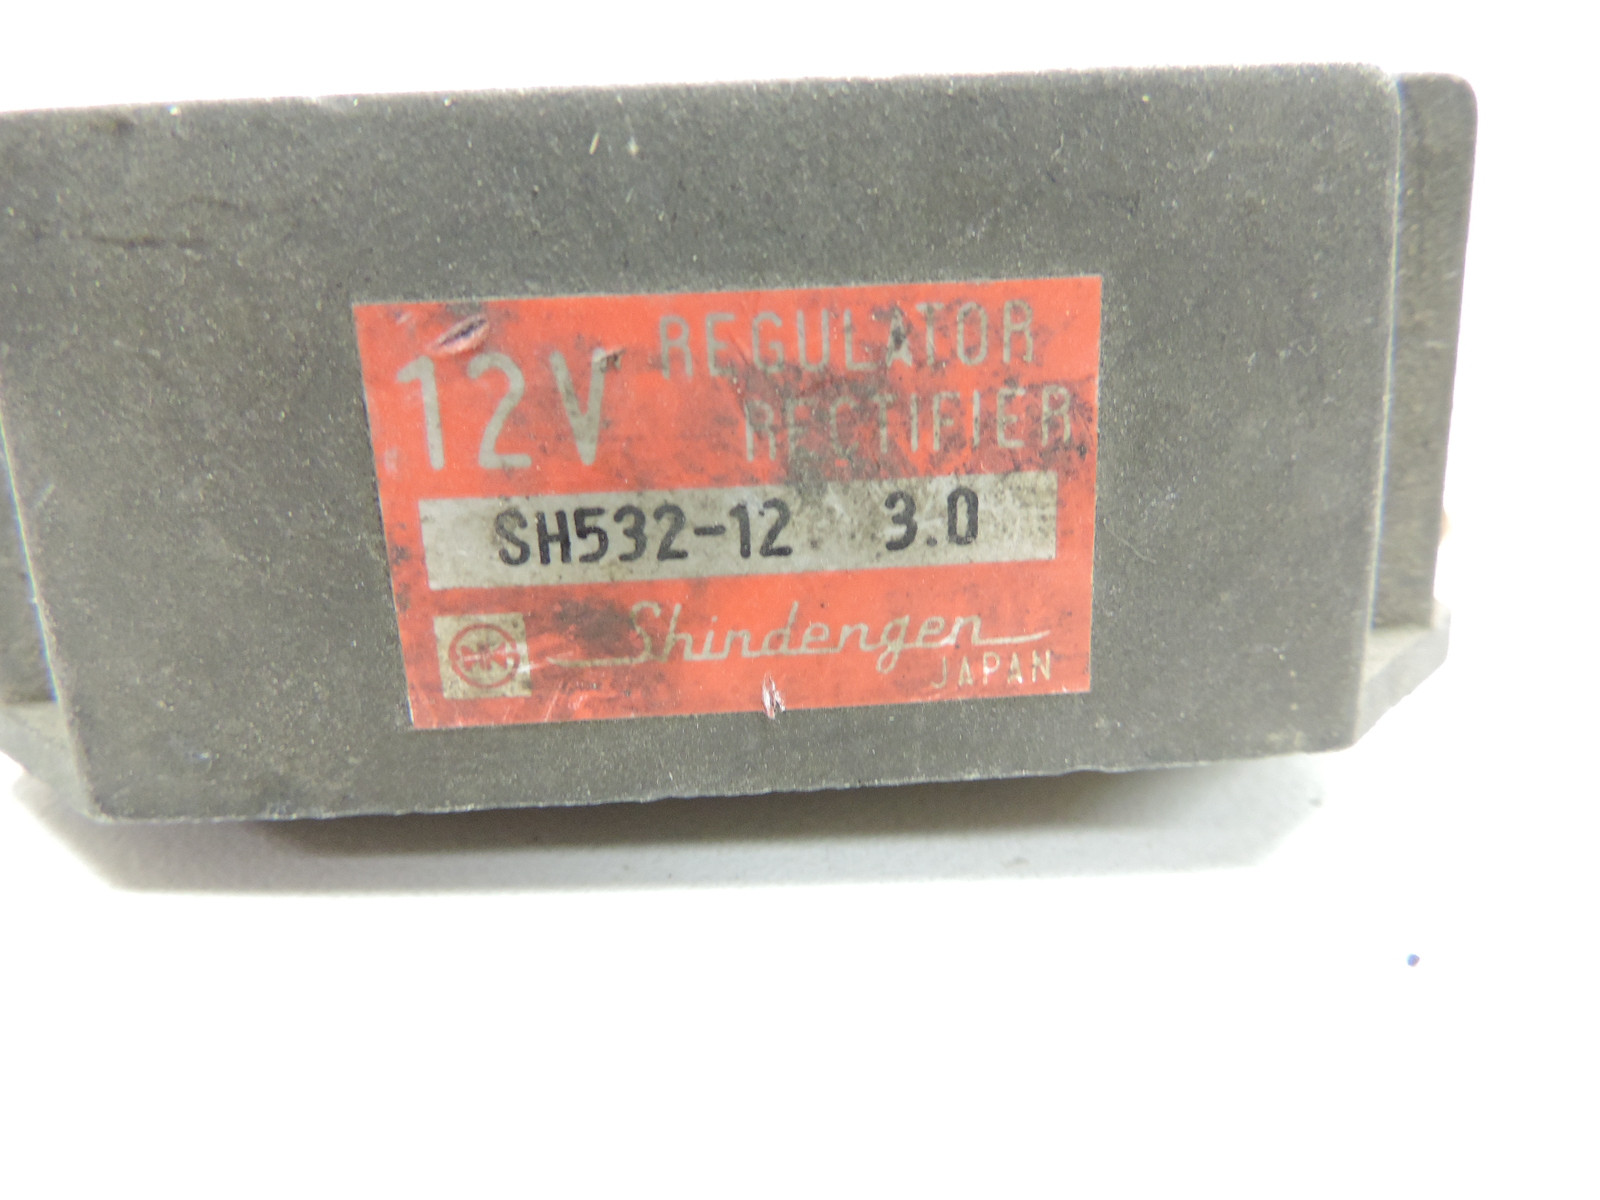 12V REGULATOR
RECTIFIER
SH532-12 3.0
Shindengen
JAPAN